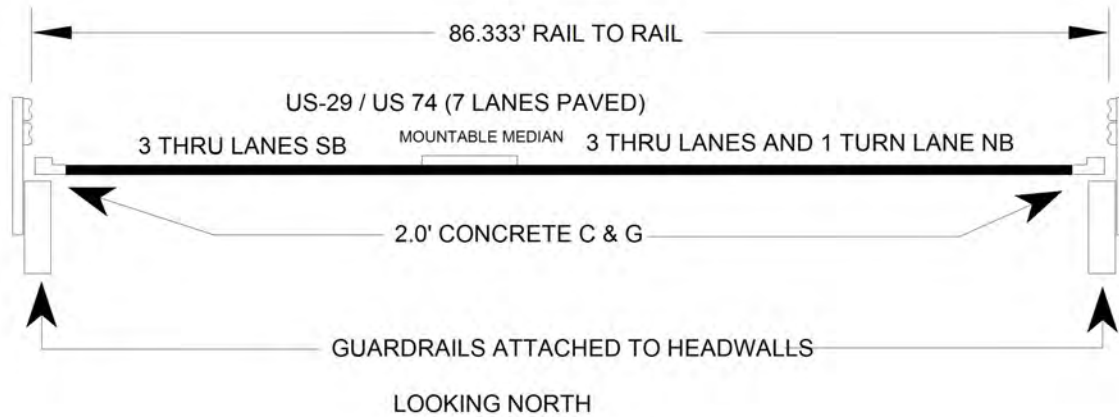 86.333' RAIL TO RAIL
US-29 / US 74 (7 LANES PAVED)
3 THRU LANES SB
MOUNTABLE MEDIAN
3 THRU LANES AND 1 TURN LANE NB
2.0' CONCRETE C & G
GUARDRAILS ATTACHED TO HEADWALLS
LOOKING NORTH